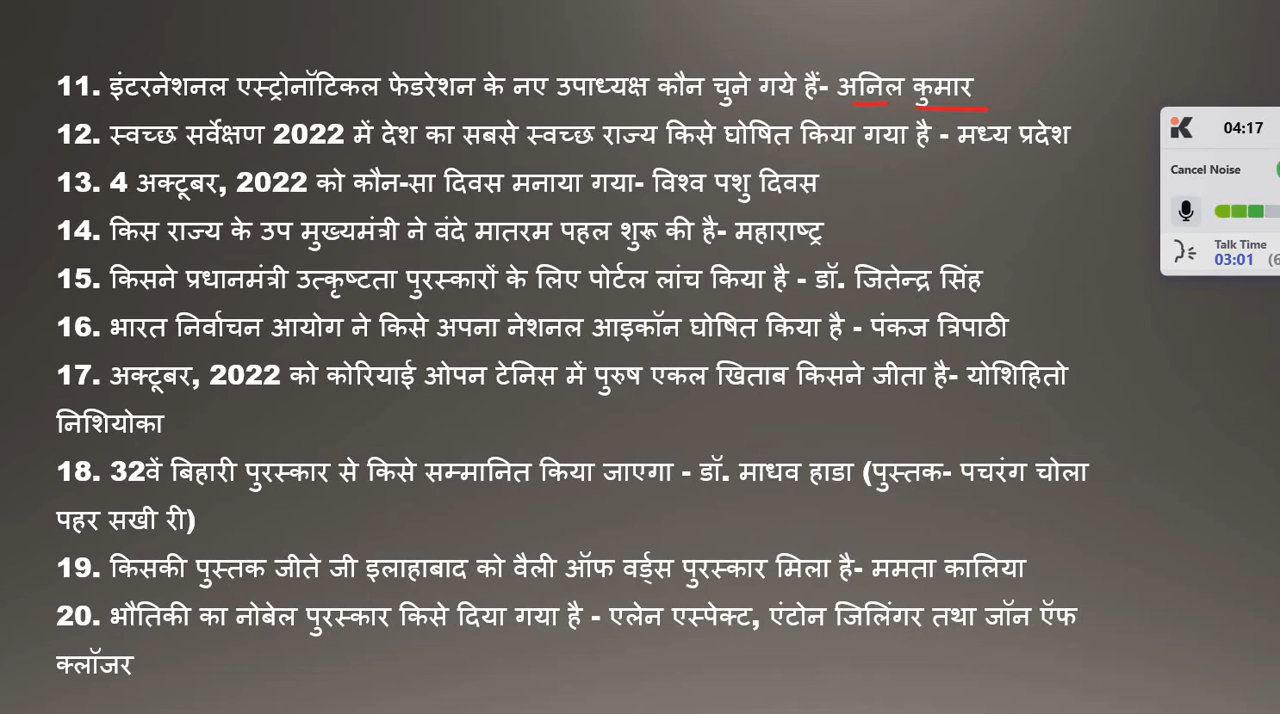 11. इंटरनेशनल एस्ट्रोनॉटिकल फेडरेशन के नए उपाध्यक्ष कौन चुने गये हैं- अनिल कुमार
12. स्वच्छ सर्वेक्षण 2022 में देश का सबसे स्वच्छ राज्य किसे घोषित किया गया है - मध्य प्रदेश
13. 4 अक्टूबर, 2022 को कौन-सा दिवस मनाया गया- विश्व पशु दिवस
14. किस राज्य के उप मुख्यमंत्री ने वंदे मातरम पहल शुरू की है- महाराष्ट्र
15. किसने प्रधानमंत्री उत्कृष्टता पुरस्कारों के लिए पोर्टल लांच किया है - डॉ. जितेन्द्र सिंह
16. भारत निर्वाचन आयोग ने किसे अपना नेशनल आइकॉन घोषित किया है - पंकज त्रिपाठी
17. अक्टूबर, 2022 को कोरियाई ओपन टेनिस में पुरुष एकल खिताब किसने जीता है- योशिहितो
निशियोका
18. 32वें बिहारी पुरस्कार से किसे सम्मानित किया जाएगा - डॉ. माधव हाडा (पुस्तक- पचरंग चोला
पहर सखी री)
19. किसकी पुस्तक जीते जी इलाहाबाद को वैली ऑफ वर्ड्स पुरस्कार मिला है- ममता कालिया
20. भौतिकी का नोबेल पुरस्कार किसे दिया गया है - एलेन एस्पेक्ट, एंटोन जिलिंगर तथा जॉन ऍफ
क्लॉजर
04:17
Cancel Noise
Talk Time
03:01 (6